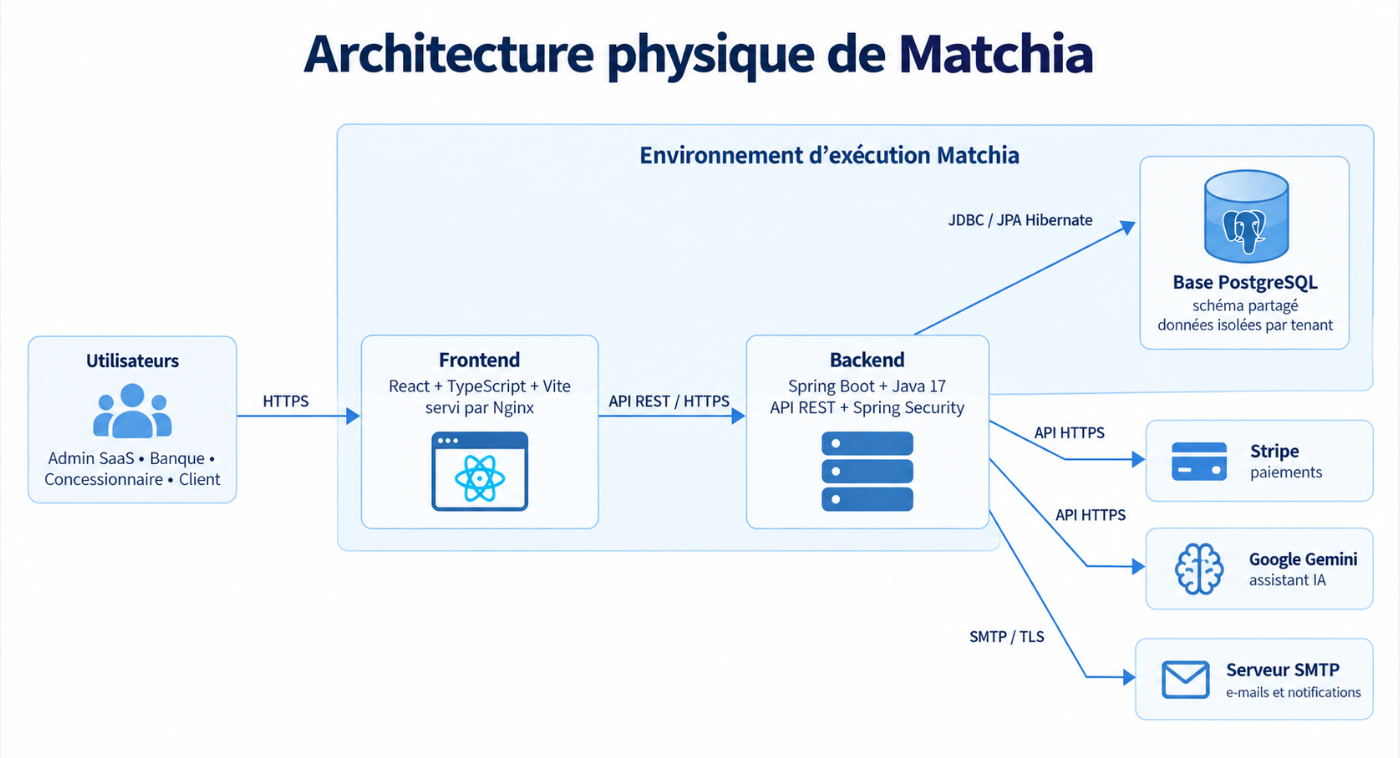 Architecture physique de Matchia
Environnement d’exécution Matchia
JDBC / JPA Hibernate
Base PostgreSQL
schéma partagé
données isolées par tenant
Utilisateurs
Admin SaaS • Banque •
Concessionnaire • Client
HTTPS
Frontend
React + TypeScript + Vite
servi par Nginx
API REST / HTTPS
Backend
Spring Boot + Java 17
API REST + Spring Security
API HTTPS
Stripe
paiements
API HTTPS
Google Gemini
assistant IA
SMTP / TLS
Serveur SMTP
e-mails et notifications